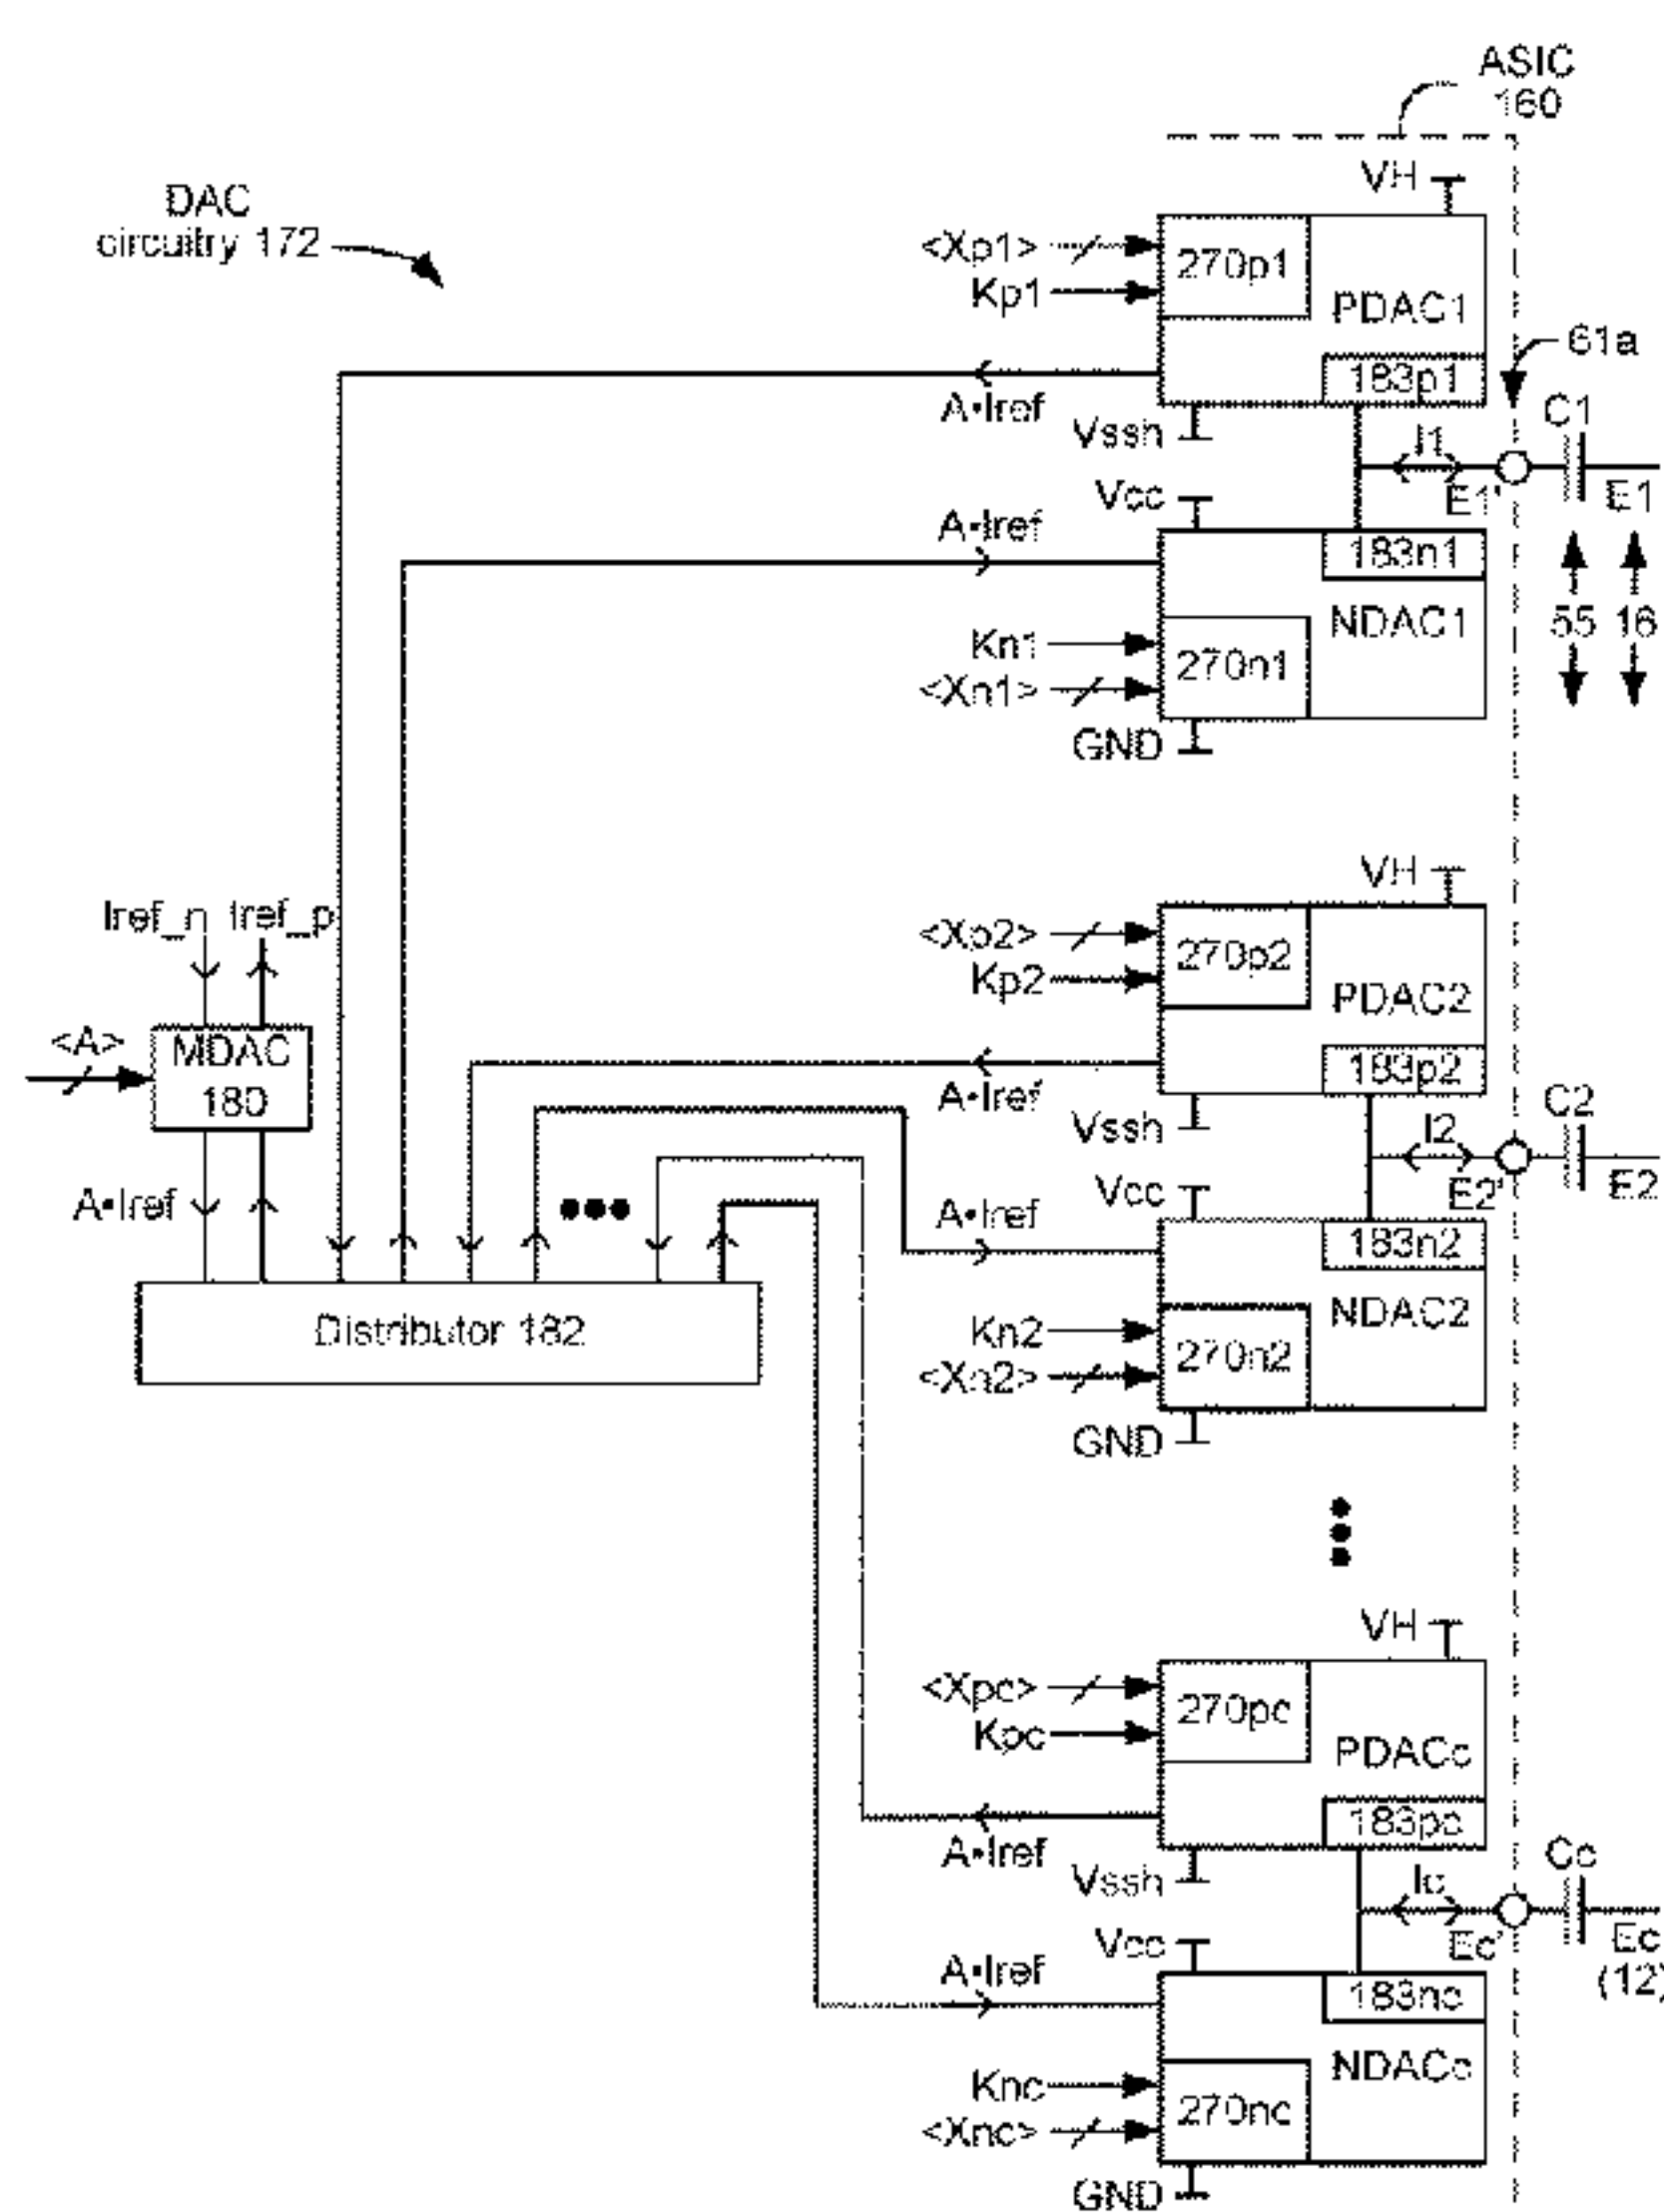 ASIC
160
DAC
circuitry 172
VH
<Xp1>
Kp1
270p1
PDAC1
183p1
A•Iref
Vssh
61a
C1
I1
E1'
E1
Vcc
A•Iref
183n1
NDAC1
55 16
Kn1
<Xn1>
270n1
GND
VH
Iref_n Iref_p
<Xp2>
Kp2
270p2
PDAC2
183p2
<A>
MDAC
180
A•Iref
Vssh
C2
I2
E2'
E2
Vcc
A•Iref
A•Iref
183n2
NDAC2
Distributor 182
Kn2
<Xn2>
270n2
GND
VH
<Xpc>
Kpc
270pc
PDACc
183pc
A•Iref
Vssh
Cc
Ic
Ec'
Ec
(12)
Vcc
A•Iref
183nc
NDACc
Knc
<Xnc>
270nc
GND